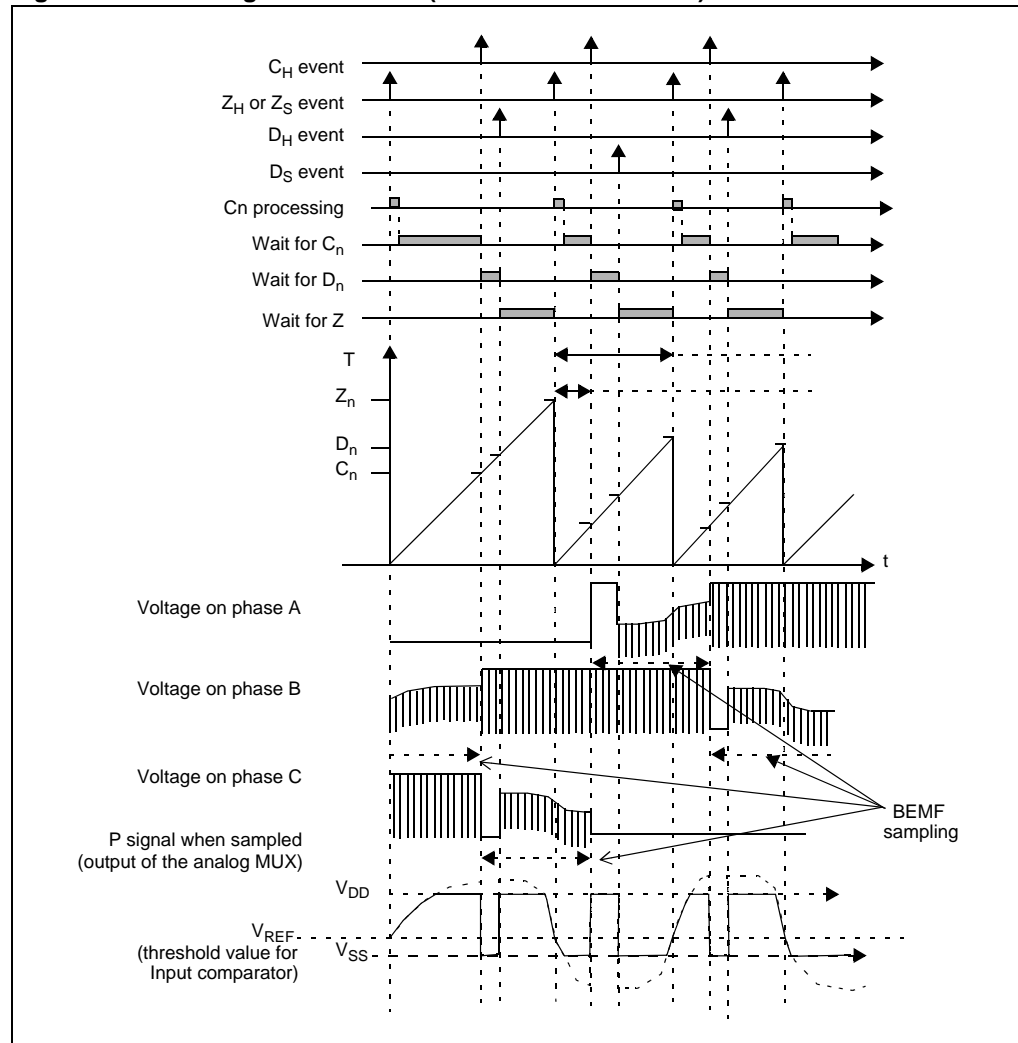 C_H event
Z_H or Z_S event
D_H event
D_S event
Cn processing
Wait for C_n
Wait for D_n
Wait for Z
T
Z_n
D_n
C_n
t
Voltage on phase A
Voltage on phase B
Voltage on phase C
BEMF
sampling
P signal when sampled
(output of the analog MUX)
V_DD
V_REF
(threshold value for
Input comparator)
V_SS